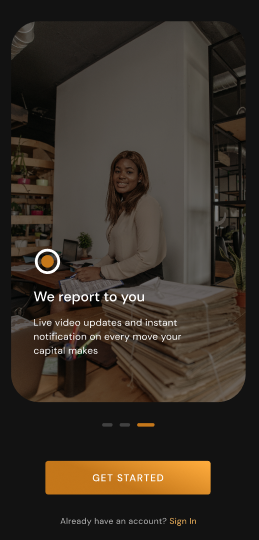 We report to you
Live video updates and instant
notification on every move your
capital makes
GET STARTED
Already have an account? Sign In